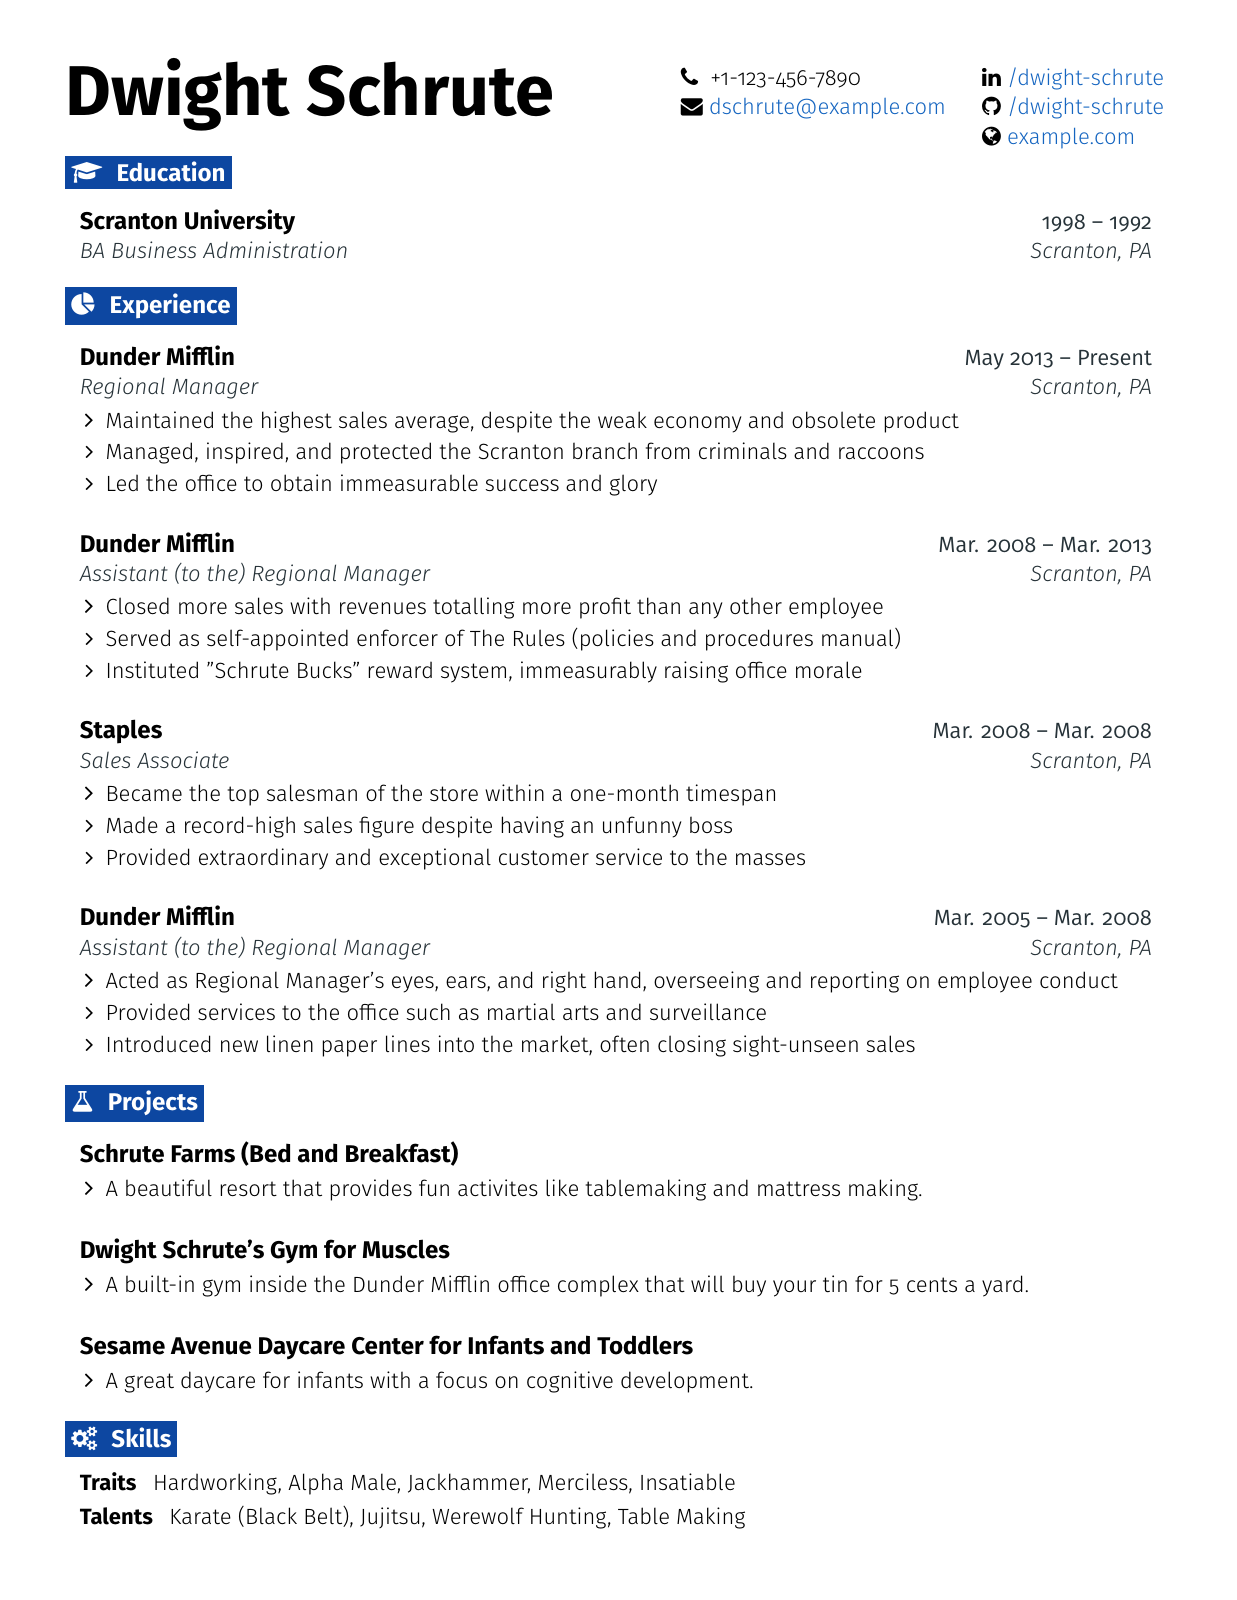 Dwight Schrute
+1-123-456-7890
dschrute@example.com
/dwight-schrute
/dwight-schrute
example.com
Education
Scranton University 1998 – 1992
BA Business Administration Scranton, PA
Experience
Dunder Mifflin May 2013 – Present
Regional Manager Scranton, PA
Maintained the highest sales average, despite the weak economy and obsolete product
Managed, inspired, and protected the Scranton branch from criminals and raccoons
Led the office to obtain immeasurable success and glory
Dunder Mifflin Mar. 2008 – Mar. 2013
Assistant (to the) Regional Manager Scranton, PA
Closed more sales with revenues totalling more profit than any other employee
Served as self-appointed enforcer of The Rules (policies and procedures manual)
Instituted ”Schrute Bucks” reward system, immeasurably raising office morale
Staples Mar. 2008 – Mar. 2008
Sales Associate Scranton, PA
Became the top salesman of the store within a one-month timespan
Made a record-high sales figure despite having an unfunny boss
Provided extraordinary and exceptional customer service to the masses
Dunder Mifflin Mar. 2005 – Mar. 2008
Assistant (to the) Regional Manager Scranton, PA
Acted as Regional Manager’s eyes, ears, and right hand, overseeing and reporting on employee conduct
Provided services to the office such as martial arts and surveillance
Introduced new linen paper lines into the market, often closing sight-unseen sales
Projects
Schrute Farms (Bed and Breakfast)
A beautiful resort that provides fun activites like tablemaking and mattress making.
Dwight Schrute’s Gym for Muscles
A built-in gym inside the Dunder Mifflin office complex that will buy your tin for 5 cents a yard.
Sesame Avenue Daycare Center for Infants and Toddlers
A great daycare for infants with a focus on cognitive development.
Skills
Traits Hardworking, Alpha Male, Jackhammer, Merciless, Insatiable
Talents Karate (Black Belt), Jujitsu, Werewolf Hunting, Table Making